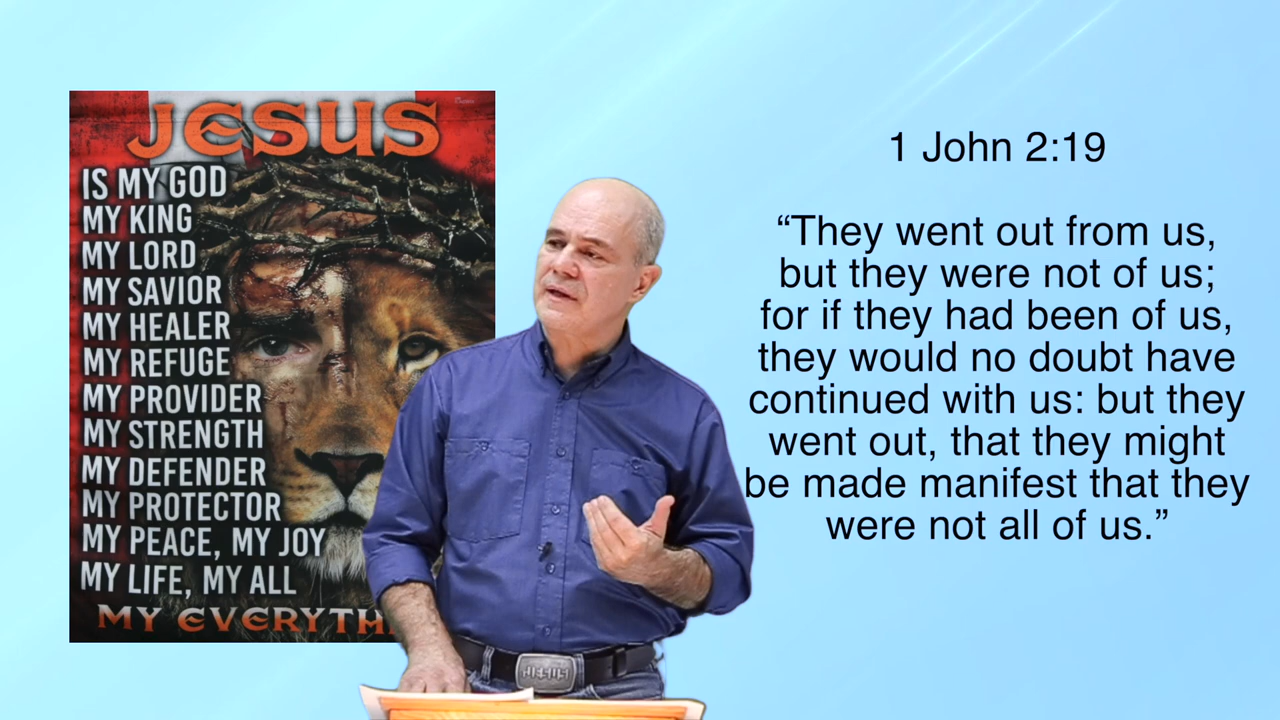 JESUS
IS MY GOD
MY KING
MY LORD
MY SAVIOR
MY HEALER
MY REFUGE
MY PROVIDER
MY STRENGTH
MY DEFENDER
MY PROTECTOR
MY PEACE, MY JOY
MY LIFE, MY ALL
MY EVERYTH
JESUS
1 John 2:19
“They went out from us,
but they were not of us;
for if they had been of us,
they would no doubt have
continued with us: but they
went out, that they might
be made manifest that they
were not all of us.”